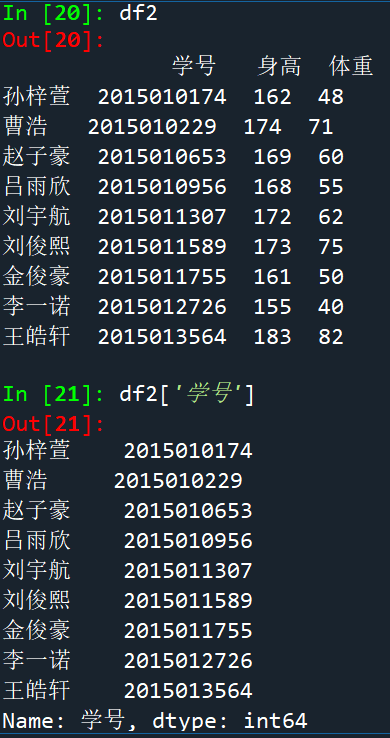 In [20]: df2
Out[20]:
学号 身高 体重
孙梓萱 2015010174 162 48
曹浩 2015010229 174 71
赵子豪 2015010653 169 60
吕雨欣 2015010956 168 55
刘宇航 2015011307 172 62
刘俊熙 2015011589 173 75
金俊豪 2015011755 161 50
李一诺 2015012726 155 40
王皓轩 2015013564 183 82
In [21]: df2['学号']
Out[21]:
孙梓萱 2015010174
曹浩 2015010229
赵子豪 2015010653
吕雨欣 2015010956
刘宇航 2015011307
刘俊熙 2015011589
金俊豪 2015011755
李一诺 2015012726
王皓轩 2015013564
Name: 学号, dtype: int64